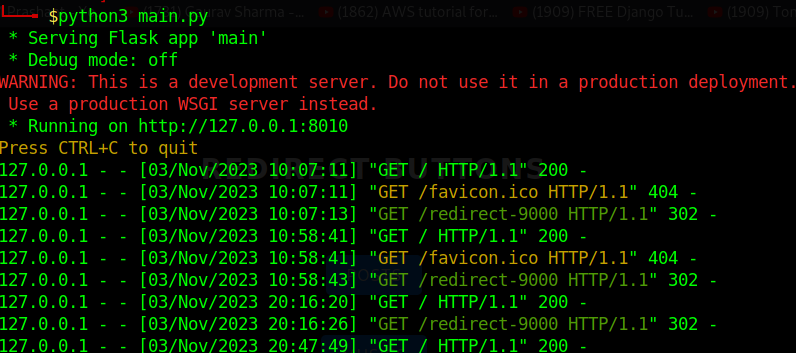 $python3 main.py
 * Serving Flask app 'main'
 * Debug mode: off
WARNING: This is a development server. Do not use it in a production deployment.
 Use a production WSGI server instead.
 * Running on http://127.0.0.1:8010
Press CTRL+C to quit
127.0.0.1 - - [03/Nov/2023 10:07:11] "GET / HTTP/1.1" 200 -
127.0.0.1 - - [03/Nov/2023 10:07:11] "GET /favicon.ico HTTP/1.1" 404 -
127.0.0.1 - - [03/Nov/2023 10:07:13] "GET /redirect-9000 HTTP/1.1" 302 -
127.0.0.1 - - [03/Nov/2023 10:58:41] "GET / HTTP/1.1" 200 -
127.0.0.1 - - [03/Nov/2023 10:58:41] "GET /favicon.ico HTTP/1.1" 404 -
127.0.0.1 - - [03/Nov/2023 10:58:43] "GET /redirect-9000 HTTP/1.1" 302 -
127.0.0.1 - - [03/Nov/2023 20:16:20] "GET / HTTP/1.1" 200 -
127.0.0.1 - - [03/Nov/2023 20:16:26] "GET /redirect-9000 HTTP/1.1" 302 -
127.0.0.1 - - [03/Nov/2023 20:47:49] "GET / HTTP/1.1" 200 -
Sharma -...
(1862) AWS tutorial for...
(1909) FREE Django Tu...
(1909)
REDIRECT BUTTONS